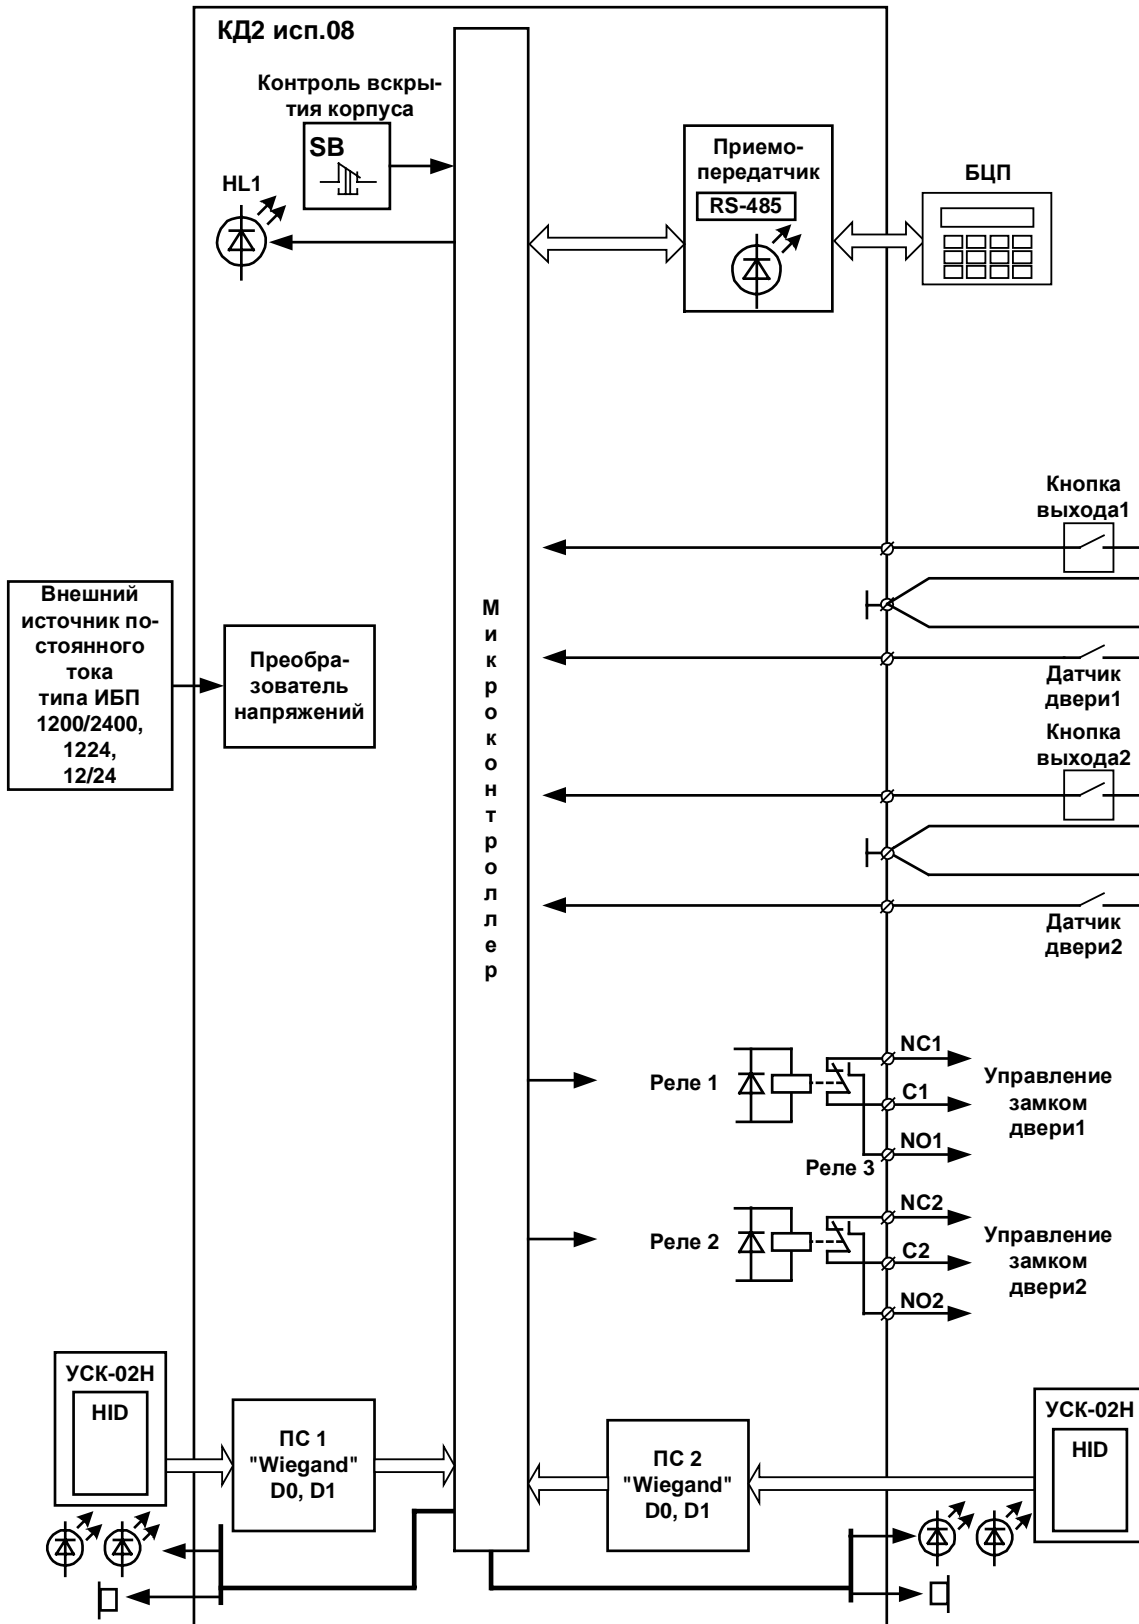 КД2 исп.08
Контроль вскры-
тия корпуса
SB
HL1
Приемо-
передатчик
RS-485
БЦП
Кнопка
выхода1
Внешний
источник по-
стоянного
тока
типа ИБП
1200/2400,
1224,
12/24
Преобра-
зователь
напряжений
Микроконтроллер
Датчик
двери1
Кнопка
выхода2
Датчик
двери2
Реле 1
NC1
C1
NO1
Управление
замком
двери1
Реле 3
Реле 2
NC2
C2
NO2
Управление
замком
двери2
УСК-02Н
HID
ПС 1
"Wiegand"
D0, D1
ПС 2
"Wiegand"
D0, D1
УСК-02Н
HID